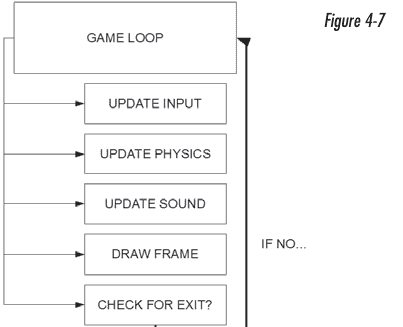 Figure 4-7
GAME LOOP
UPDATE INPUT
UPDATE PHYSICS
UPDATE SOUND
IF NO...
DRAW FRAME
CHECK FOR EXIT?